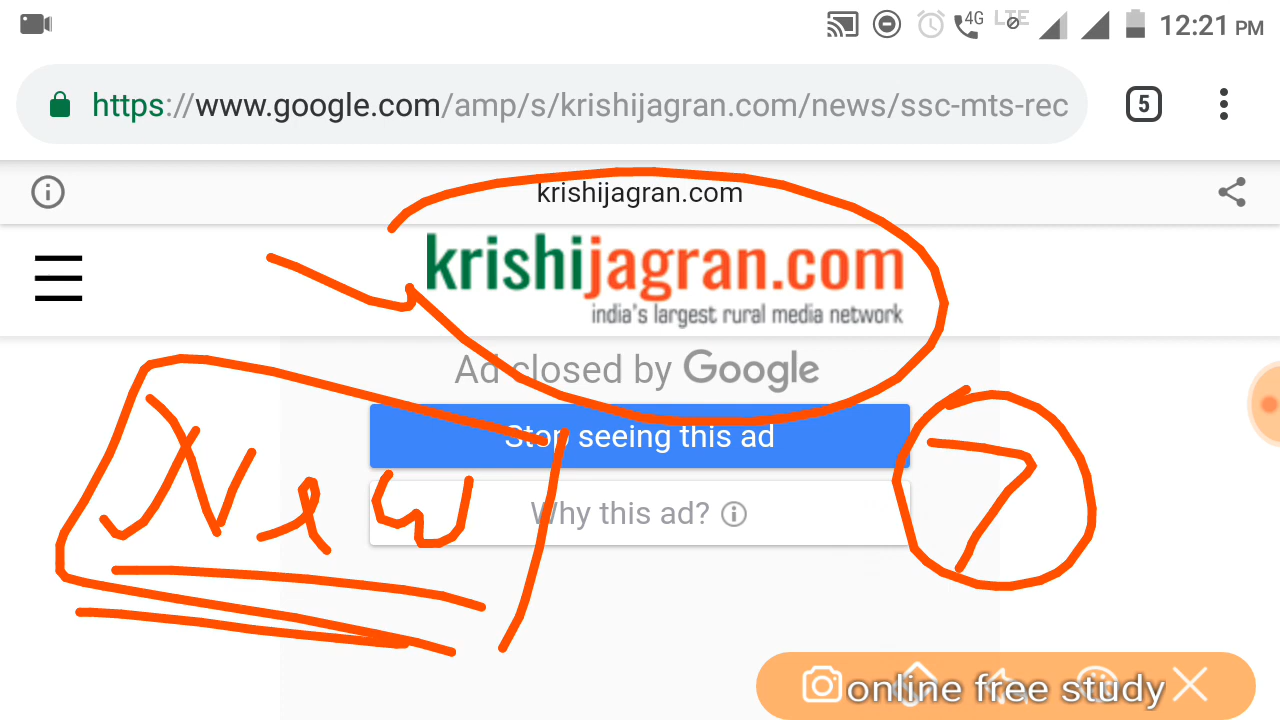 4G LTE 12:21 PM
https://www.google.com/amp/s/krishijagran.com/news/ssc-mts-rec 5
krishijagran.com
krishijagran.com
india's largest rural media network
Ad closed by Google
Stop seeing this ad
Why this ad?
New 7
online free study